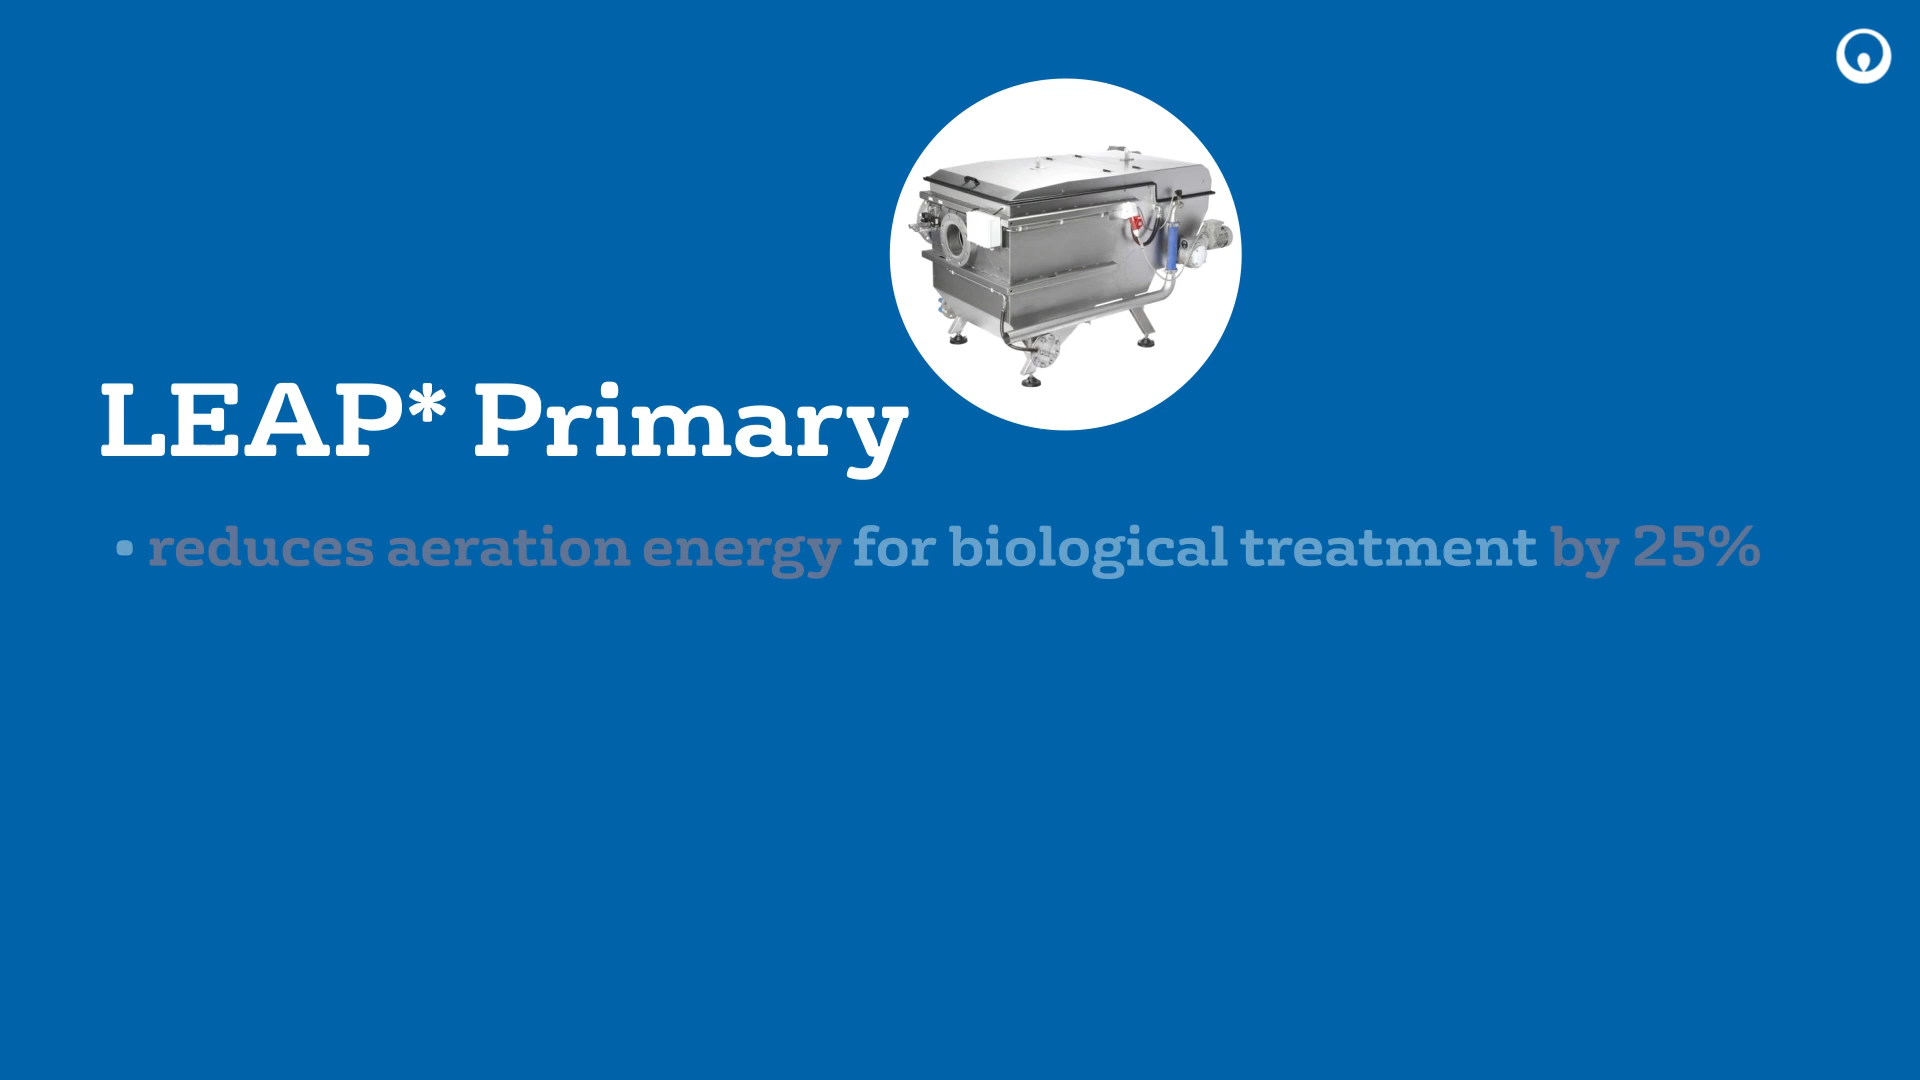 LEAP* Primary
• reduces aeration energy for biological treatment by 25%